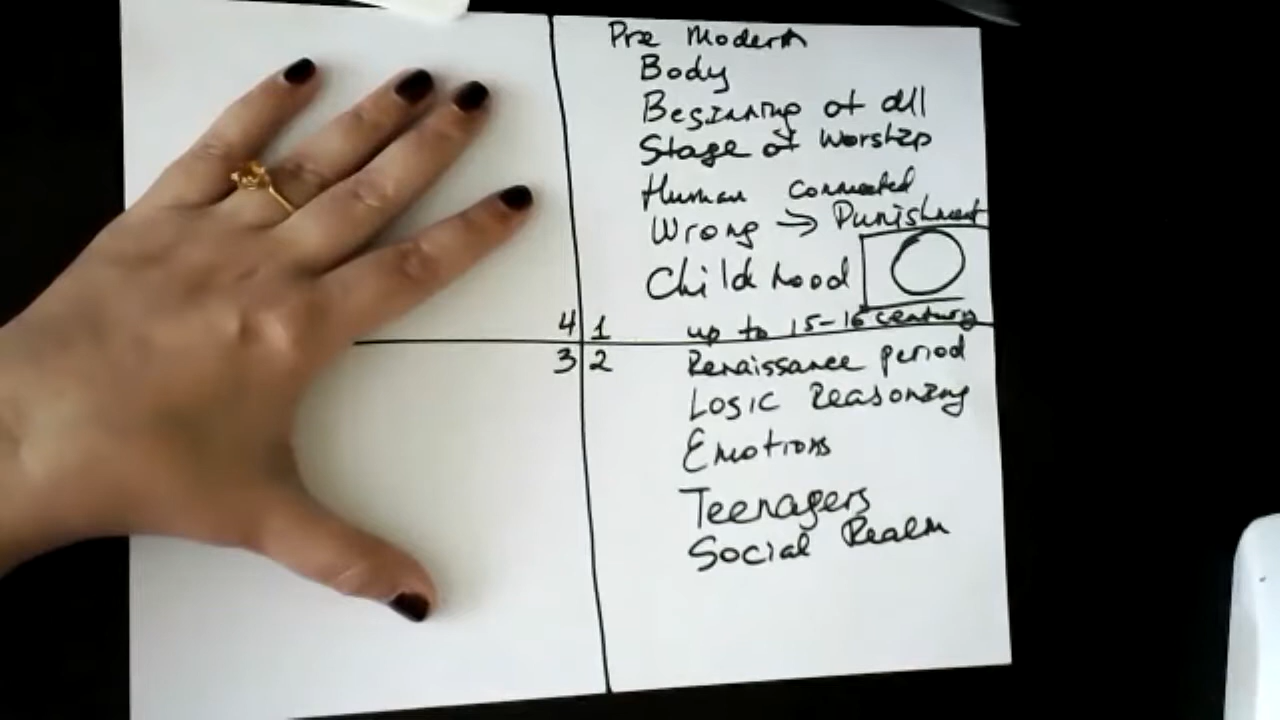 Pre Modern
Body
Beginning of all
Stage of Worship
Human connected
Wrong → Punishment
Childhood
up to 15-16 century
4 1
3 2
Renaissance period
Logic Reasoning
Emotions
Teenagers
Social Realm